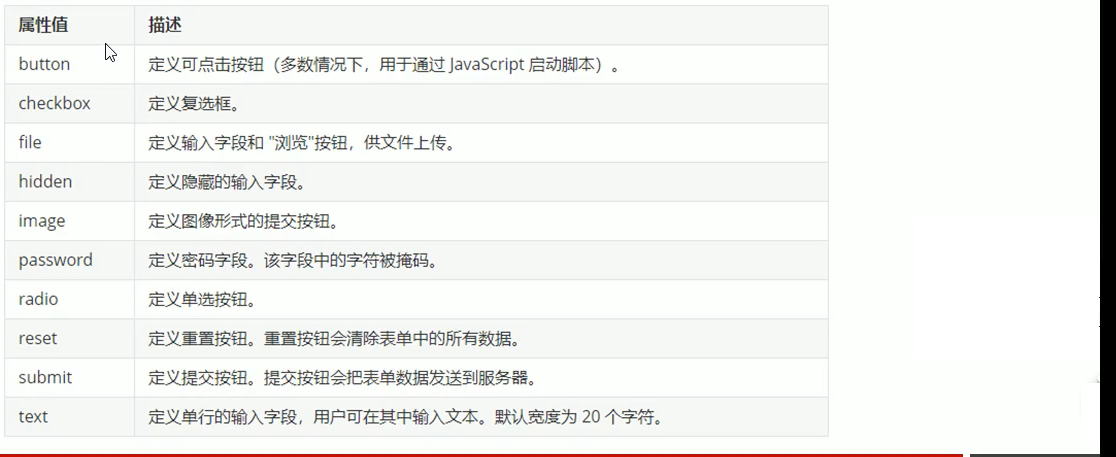 属性值 描述
button 定义可点击按钮（多数情况下，用于通过 JavaScript 启动脚本）。
checkbox 定义复选框。
file 定义输入字段和 "浏览"按钮，供文件上传。
hidden 定义隐藏的输入字段。
image 定义图像形式的提交按钮。
password 定义密码字段。该字段中的字符被掩码。
radio 定义单选按钮。
reset 定义重置按钮。重置按钮会清除表单中的所有数据。
submit 定义提交按钮。提交按钮会把表单数据发送到服务器。
text 定义单行的输入字段，用户可在其中输入文本。默认宽度为 20 个字符。